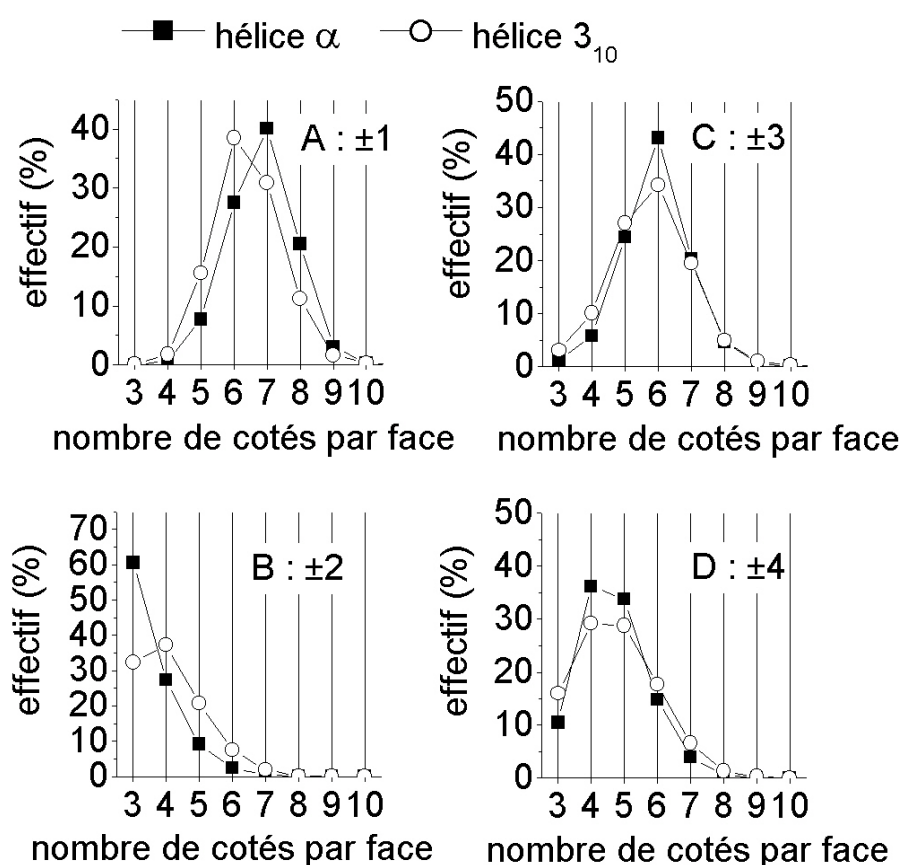 hélice α hélice 3₁₀
effectif (%)
40
30
20
10
0
A : ±1
3 4 5 6 7 8 9 10
nombre de cotés par face
effectif (%)
50
40
30
20
10
0
C : ±3
3 4 5 6 7 8 9 10
nombre de cotés par face
effectif (%)
70
60
50
40
30
20
10
0
B : ±2
3 4 5 6 7 8 9 10
nombre de cotés par face
effectif (%)
50
40
30
20
10
0
D : ±4
3 4 5 6 7 8 9 10
nombre de cotés par face